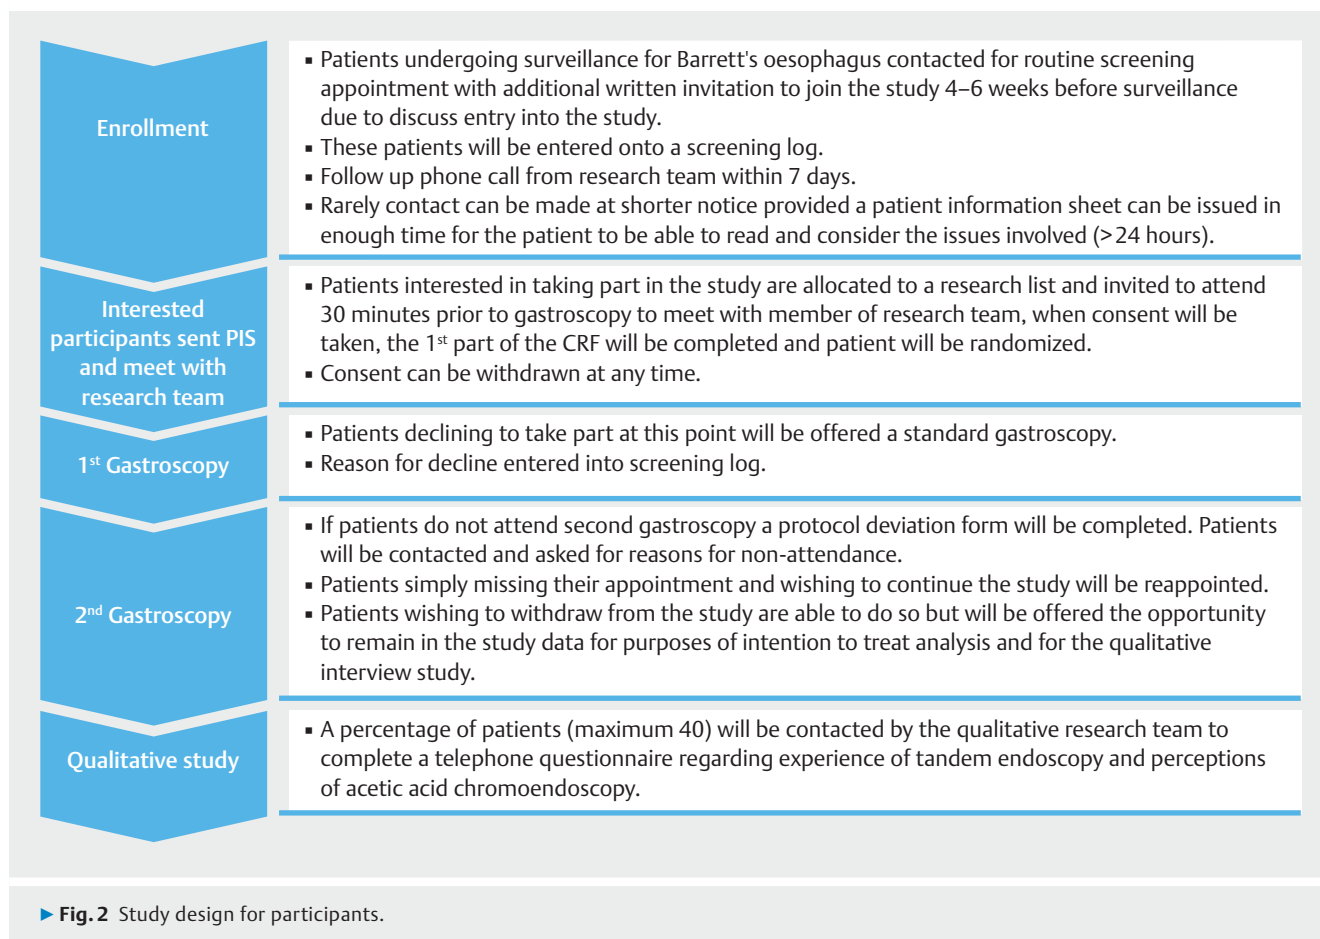 Enrollment
▪ Patients undergoing surveillance for Barrett's oesophagus contacted for routine screening
appointment with additional written invitation to join the study 4–6 weeks before surveillance
due to discuss entry into the study.
▪ These patients will be entered onto a screening log.
▪ Follow up phone call from research team within 7 days.
▪ Rarely contact can be made at shorter notice provided a patient information sheet can be issued in
enough time for the patient to be able to read and consider the issues involved (>24 hours).
Interested
participants sent PIS
and meet with
research team
▪ Patients interested in taking part in the study are allocated to a research list and invited to attend
30 minutes prior to gastroscopy to meet with member of research team, when consent will be
taken, the 1st part of the CRF will be completed and patient will be randomized.
▪ Consent can be withdrawn at any time.
1st Gastroscopy
▪ Patients declining to take part at this point will be offered a standard gastroscopy.
▪ Reason for decline entered into screening log.
2nd Gastroscopy
▪ If patients do not attend second gastroscopy a protocol deviation form will be completed. Patients
will be contacted and asked for reasons for non-attendance.
▪ Patients simply missing their appointment and wishing to continue the study will be reappointed.
▪ Patients wishing to withdraw from the study are able to do so but will be offered the opportunity
to remain in the study data for purposes of intention to treat analysis and for the qualitative
interview study.
Qualitative study
▪ A percentage of patients (maximum 40) will be contacted by the qualitative research team to
complete a telephone questionnaire regarding experience of tandem endoscopy and perceptions
of acetic acid chromoendoscopy.
▶ Fig. 2 Study design for participants.